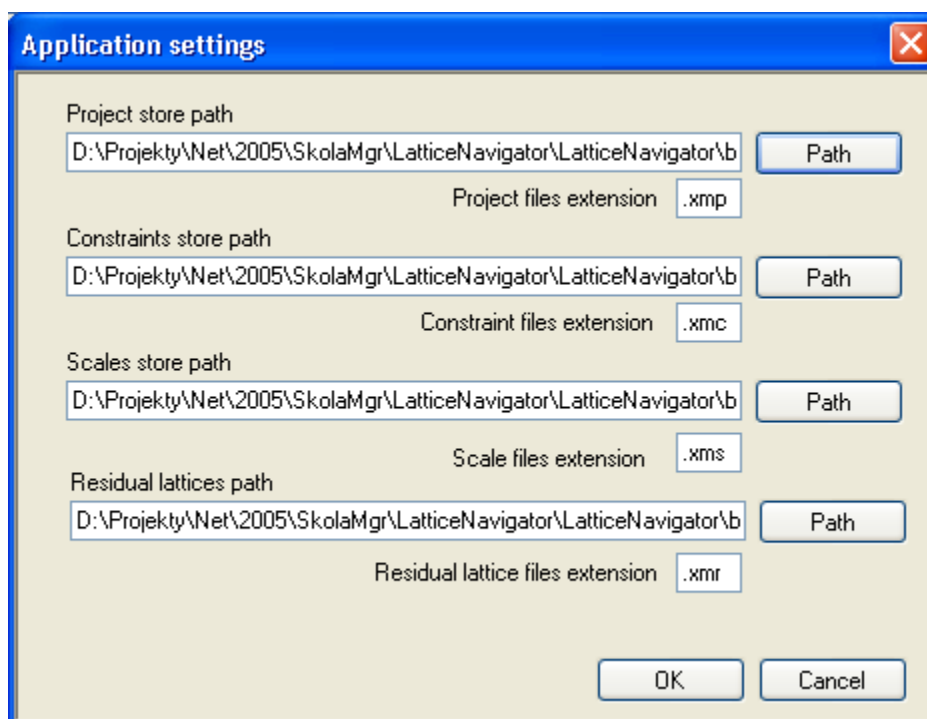 Application settings
Project store path
D:\Projekty\Net\2005\SkolaMgr\LatticeNavigator\LatticeNavigator\b Path
Project files extension .xmp
Constraints store path
D:\Projekty\Net\2005\SkolaMgr\LatticeNavigator\LatticeNavigator\b Path
Constraint files extension .xmc
Scales store path
D:\Projekty\Net\2005\SkolaMgr\LatticeNavigator\LatticeNavigator\b Path
Scale files extension .xms
Residual lattices path
D:\Projekty\Net\2005\SkolaMgr\LatticeNavigator\LatticeNavigator\b Path
Residual lattice files extension .xmr
OK Cancel